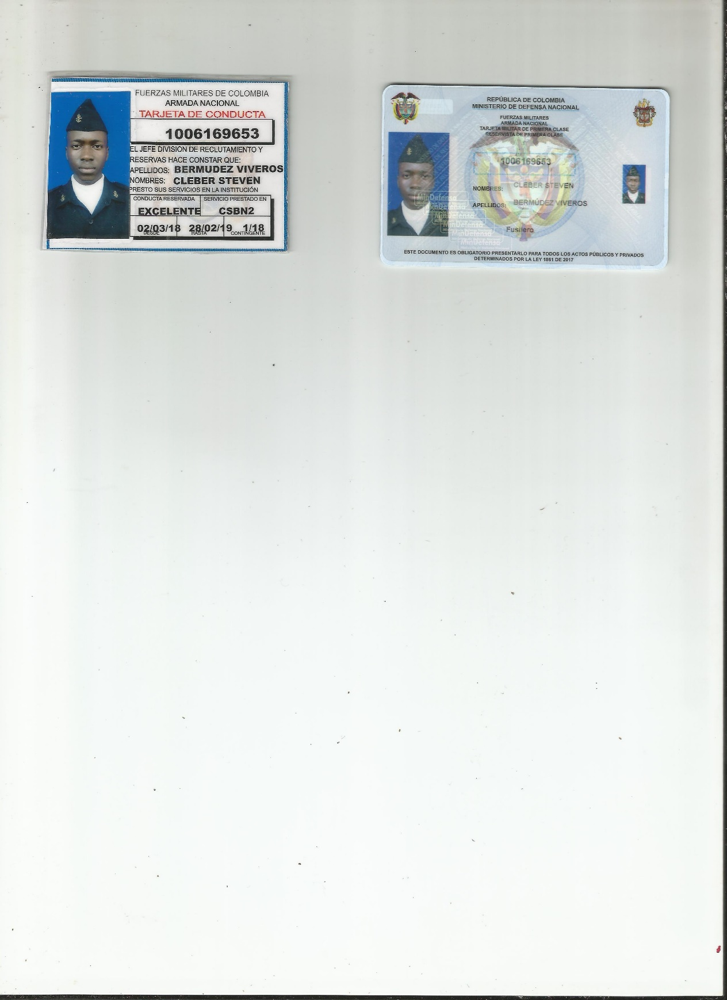 FUERZAS MILITARES DE COLOMBIA
ARMADA NACIONAL
TARJETA DE CONDUCTA
1006169653
EL JEFE DIVISION DE RECLUTAMIENTO Y
RESERVAS HACE CONSTAR QUE:
APELLIDOS: BERMUDEZ VIVEROS
NOMBRES: CLEBER STEVEN
PRESTO SUS SERVICIOS EN LA INSTITUCIÓN
CONDUCTA RESERVADA SERVICIO PRESTADO EN
EXCELENTE CSBN2
02/03/18 28/02/19 1/18
DESDE HASTA CONTINGENTE
REPÚBLICA DE COLOMBIA
MINISTERIO DE DEFENSA NACIONAL
FUERZAS MILITARES
ARMADA NACIONAL
TARJETA MILITAR DE PRIMERA CLASE
RESERVISTA DE PRIMERA CLASE
1006169653
NOMBRES: CLEBER STEVEN
APELLIDOS: BERMÚDEZ VIVEROS
Fusilero
MinDefensa
MinDefensa
MinDefensa
MinDefensa
MinDefensa
ESTE DOCUMENTO ES OBLIGATORIO PRESENTARLO PARA TODOS LOS ACTOS PÚBLICOS Y PRIVADOS
DETERMINADOS POR LA LEY 1861 DE 2017